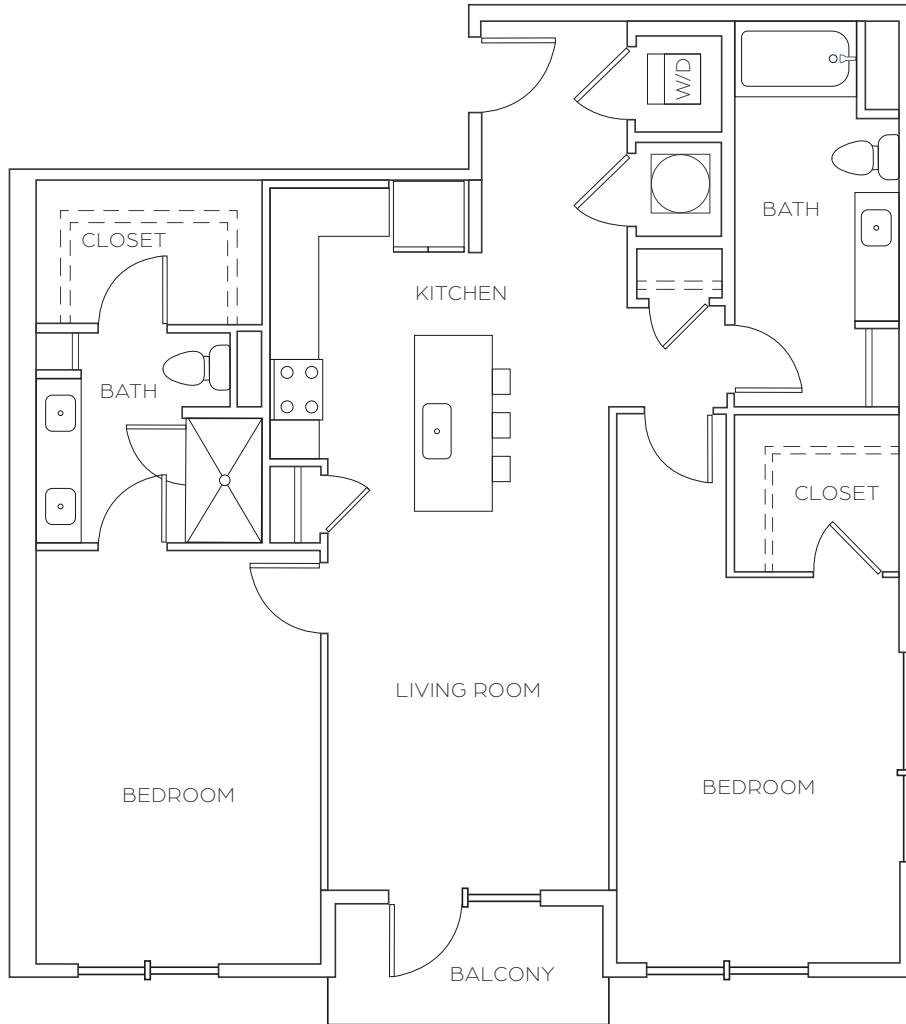 W/D
BATH
CLOSET
KITCHEN
BATH
CLOSET
LIVING ROOM
BEDROOM
BEDROOM
BALCONY